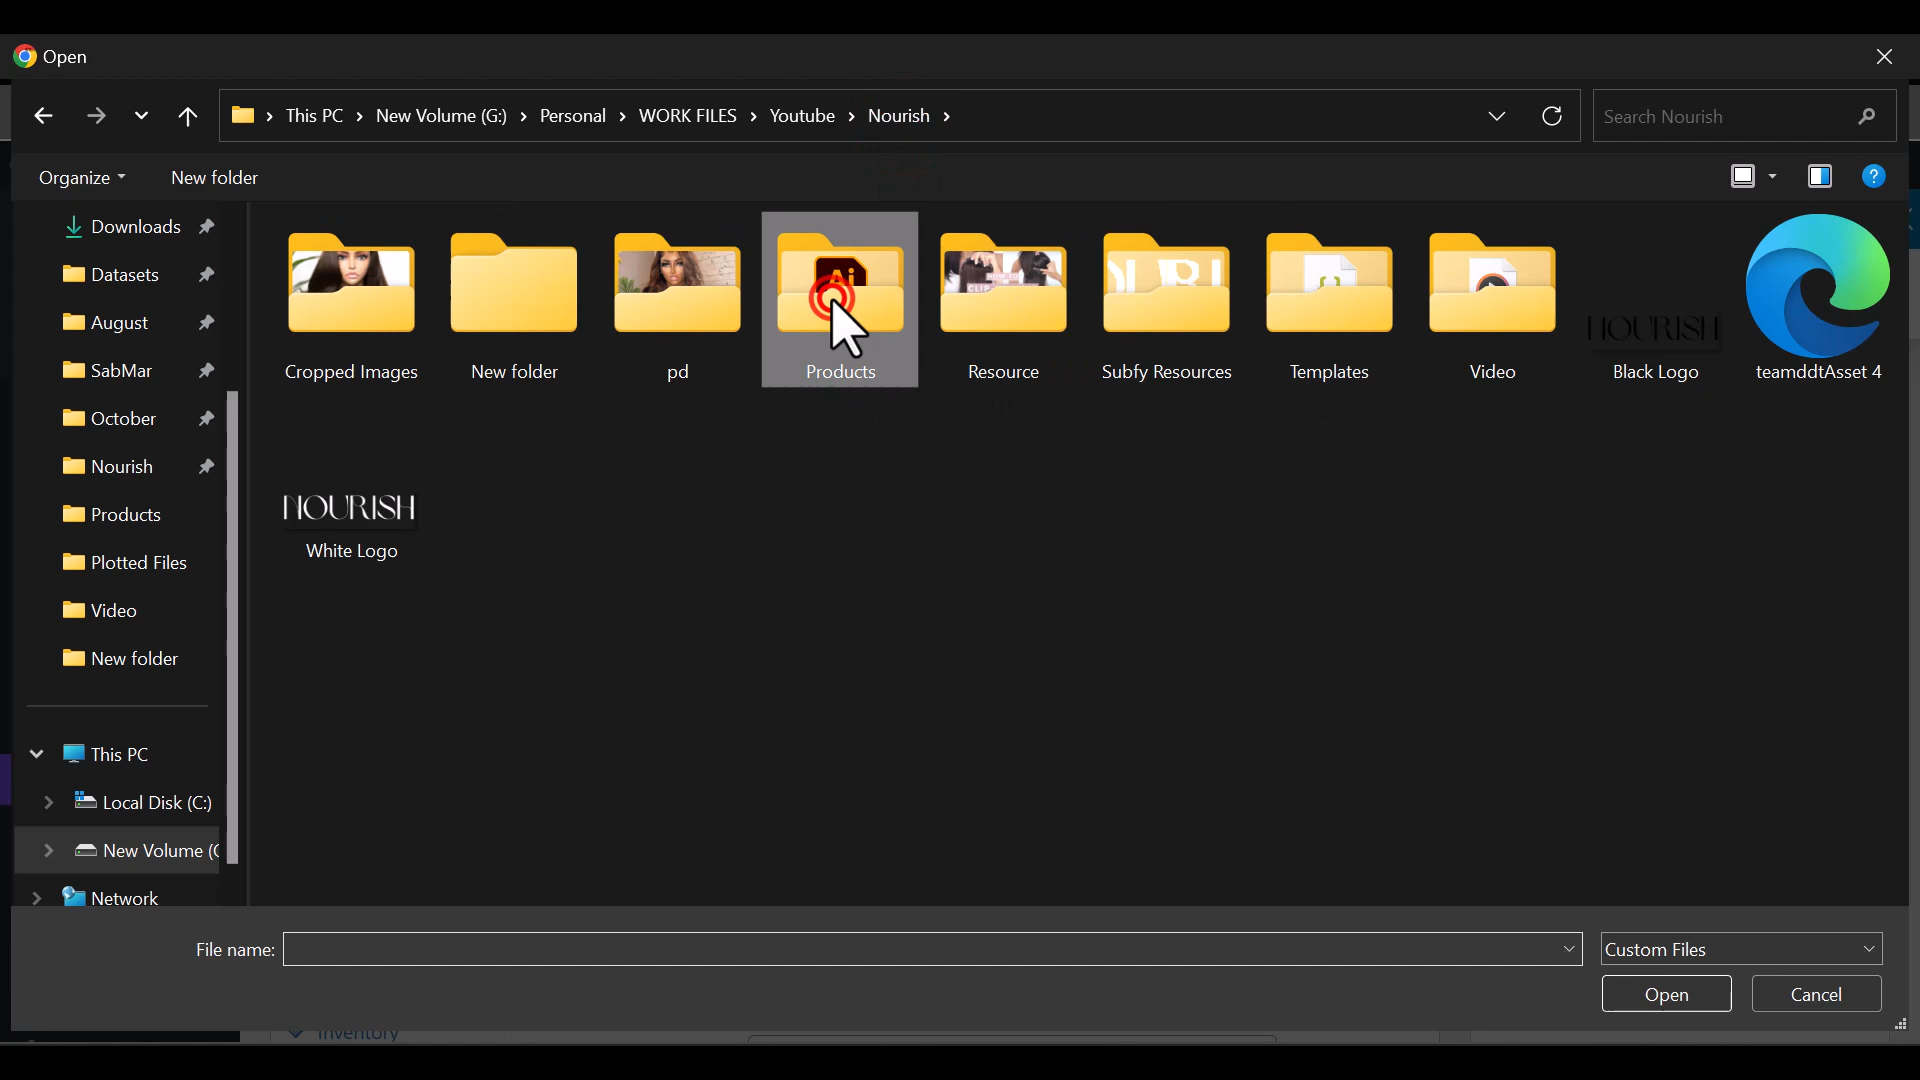 Open
This PC
New Volume (G:)
Personal
WORK FILES
Youtube
Nourish
Search Nourish
Organize
New folder
?
Downloads
Datasets
August
SabMar
October
Nourish
Products
Plotted Files
Video
New folder
This PC
Local Disk (C:)
New Volume (
Network
Ai
NOURISH
Cropped Images
New folder
pd
Products
Resource
Subfy Resources
Templates
Video
Black Logo
teamddtAsset 4
NOURISH
White Logo
File name:
Custom Files
Open
Cancel
Inventory